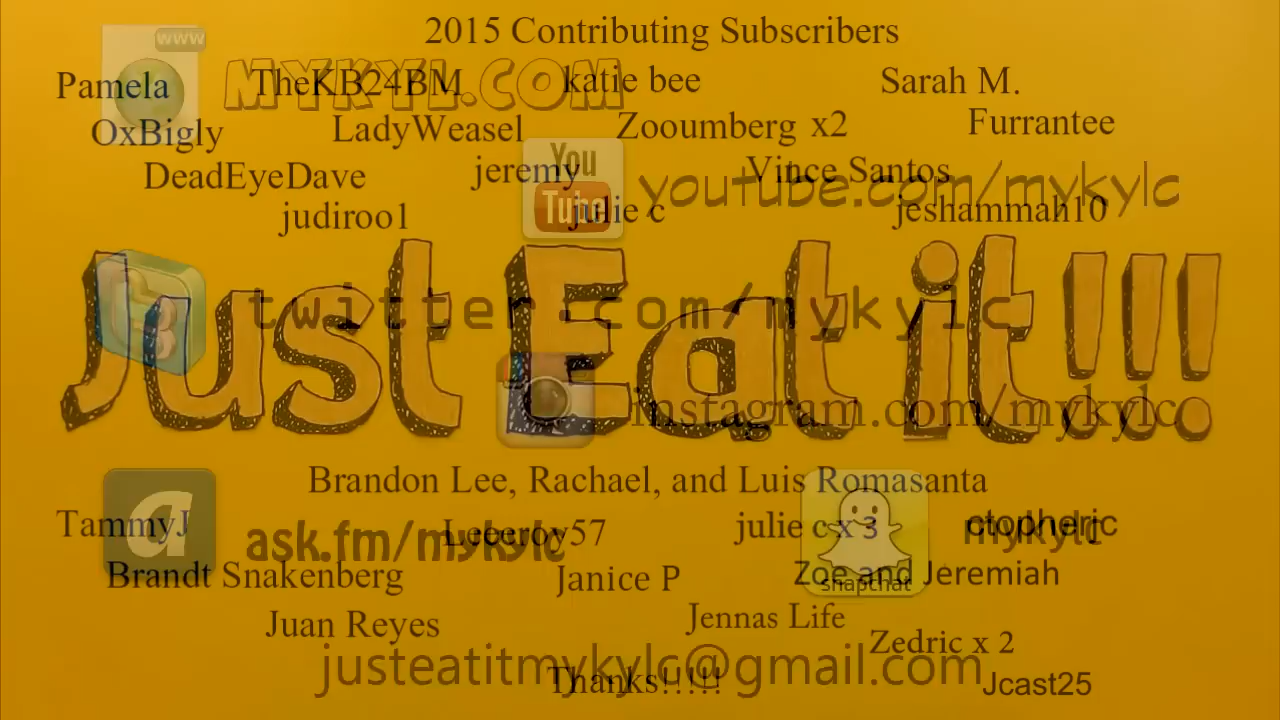 2015 Contributing Subscribers
www
Pamela TheKB24BM katie bee Sarah M.
MYKYL.COM
OxBigly LadyWeasel Zooumberg x2 Furrantee
DeadEyeDave jeremy Vince Santos
You Tube youtube.com/mykylc
judiroo1 julie c jeshammah10
Just Eat it!!!
twitter.com/mykylc
instagram.com/mykylc
Brandon Lee, Rachael, and Luis Romasanta
TammyJ Leeeroy57 julie c x 3 ctopheric
a ask.fm/mykylc snapchat mykylc
Brandt Snakenberg Janice P Zoe and Jeremiah
Juan Reyes Jennas Life
Zedric x 2
justeatitmykylc@gmail.com
Thanks!!!!! Jcast25